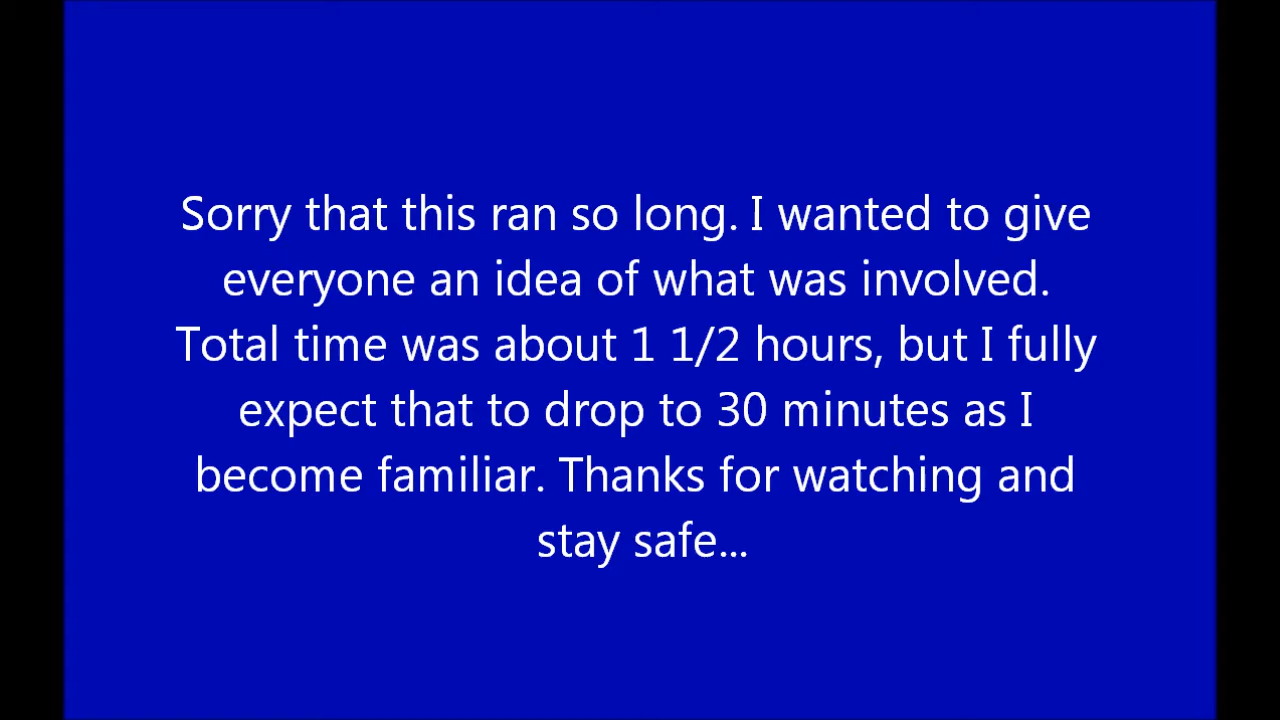 Sorry that this ran so long. I wanted to give
everyone an idea of what was involved.
Total time was about 1 1/2 hours, but I fully
expect that to drop to 30 minutes as I
become familiar. Thanks for watching and
stay safe...